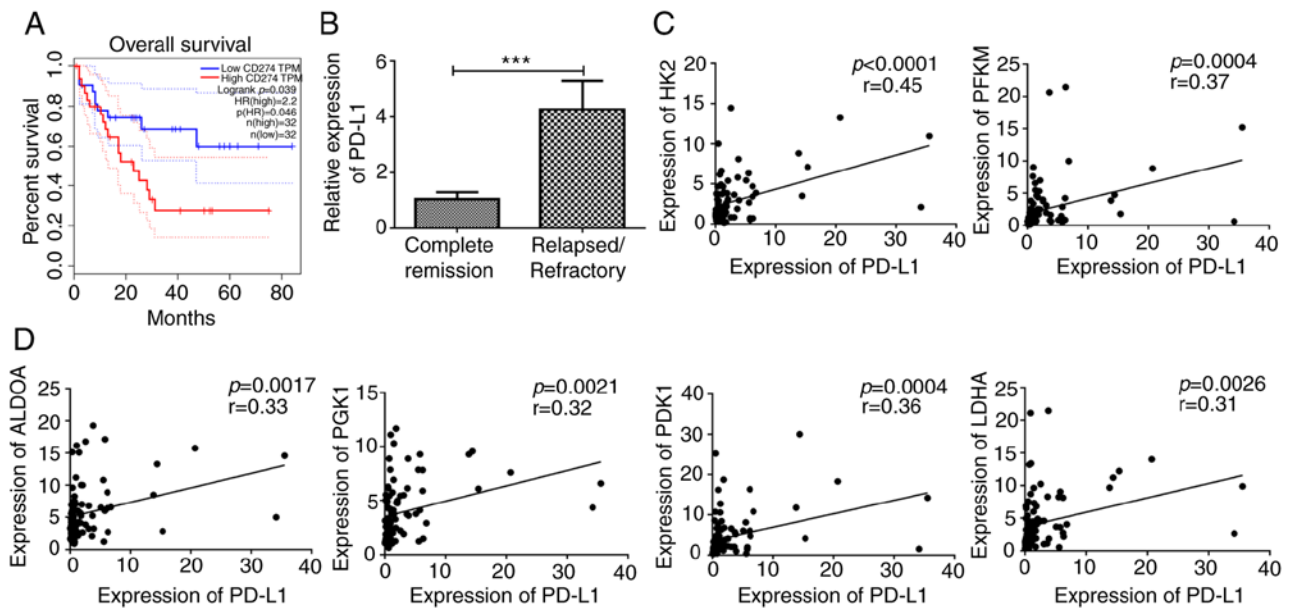 A
Overall survival
Percent survival
1.0
0.8
0.6
0.4
0.2
0.0
Low CD274 TPM
High CD274 TPM
Logrank p=0.039
HR(high)=2.2
p(HR)=0.046
n(high)=32
n(low)=32
0 20 40 60 80
Months
B
Relative expression
of PD-L1
6
4
2
0
***
Complete
remission
Relapsed/
Refractory
C
Expression of HK2
20
15
10
5
0
p<0.0001
r=0.45
0 10 20 30 40
Expression of PD-L1
Expression of PFKM
25
20
15
10
5
0
p=0.0004
r=0.37
0 10 20 30 40
Expression of PD-L1
D
Expression of ALDOA
25
20
15
10
5
0
p=0.0017
r=0.33
0 10 20 30 40
Expression of PD-L1
Expression of PGK1
15
10
5
0
p=0.0021
r=0.32
0 10 20 30 40
Expression of PD-L1
Expression of PDK1
40
30
20
10
0
p=0.0004
r=0.36
0 10 20 30 40
Expression of PD-L1
Expression of LDHA
25
20
15
10
5
0
p=0.0026
r=0.31
0 10 20 30 40
Expression of PD-L1